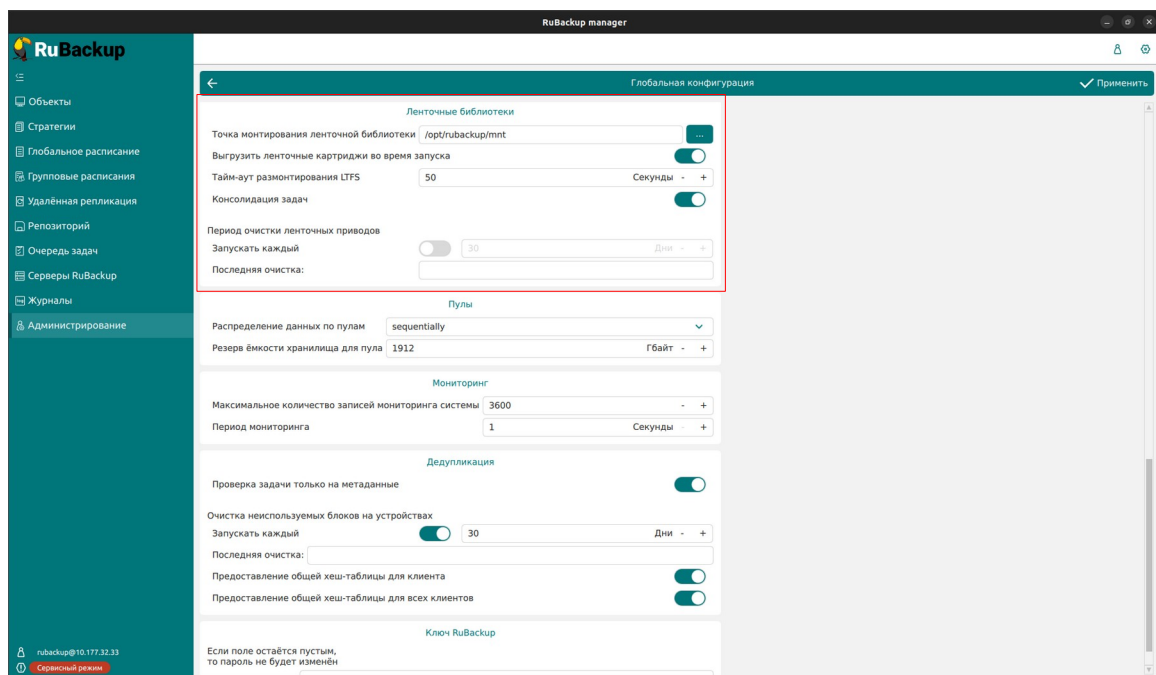 RuBackup manager
RuBackup
Глобальная конфигурация
Применить
Объекты
Стратегии
Глобальное расписание
Групповые расписания
Удалённая репликация
Репозиторий
Очередь задач
Серверы RuBackup
Журналы
Администрирование
Ленточные библиотеки
Точка монтирования ленточной библиотеки /opt/rubackup/mnt ...
Выгрузить ленточные картриджи во время запуска
Тайм-аут размонтирования LTFS 50 Секунды - +
Консолидация задач
Период очистки ленточных приводов
Запускать каждый 30 Дни - +
Последняя очистка:
Пулы
Распределение данных по пулам sequentially
Резерв ёмкости хранилища для пула 1912 Гбайт - +
Мониторинг
Максимальное количество записей мониторинга системы 3600 - +
Период мониторинга 1 Секунды - +
Дедупликация
Проверка задачи только на метаданные
Очистка неиспользуемых блоков на устройствах
Запускать каждый 30 Дни - +
Последняя очистка:
Предоставление общей хеш-таблицы для клиента
Предоставление общей хеш-таблицы для всех клиентов
Ключ RuBackup
Если поле остаётся пустым,
то пароль не будет изменён
rubackup@10.177.32.33
Сервисный режим